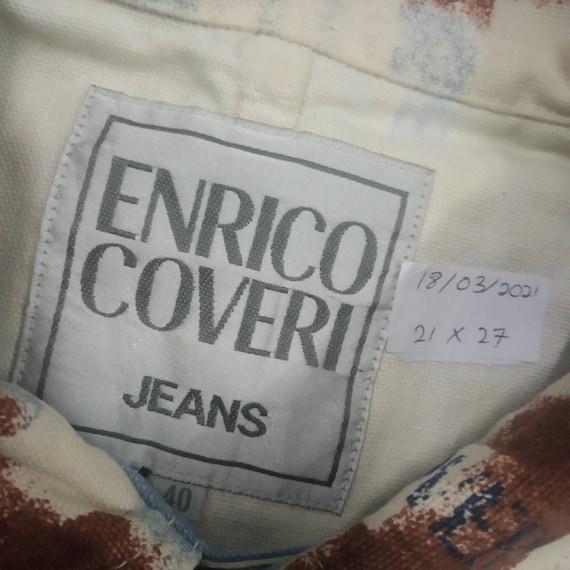 ENRICO
COVERI
JEANS
18/03/2021
21 x 27
40